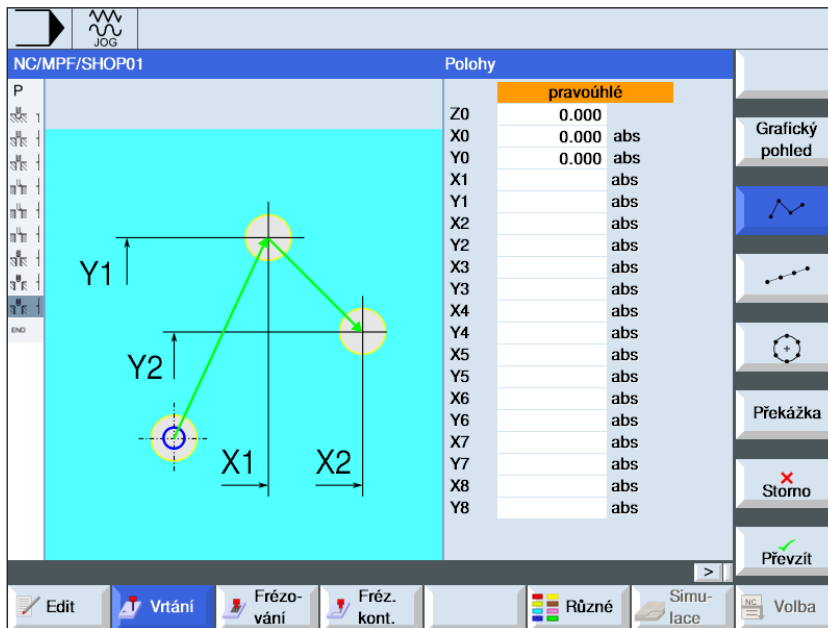 JOG
NC/MPF/SHOP01
Polohy
P
END
Y1
Y2
X1
X2
pravoúhlé
Z0 0.000
X0 0.000 abs
Y0 0.000 abs
X1 abs
Y1 abs
X2 abs
Y2 abs
X3 abs
Y3 abs
X4 abs
Y4 abs
X5 abs
Y5 abs
X6 abs
Y6 abs
X7 abs
Y7 abs
X8 abs
Y8 abs
>
Grafický
pohled
Překážka
Storno
Převzít
Edit
Vrtání
Frézo-
vání
Fréz.
kont.
Různé
Simu-
lace
NC
Volba